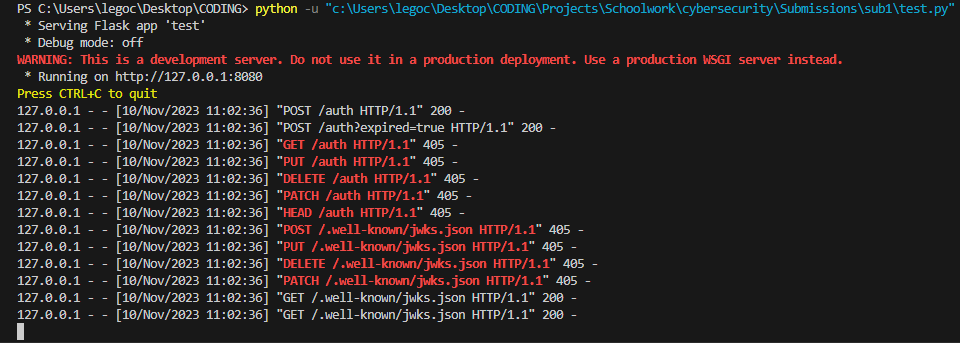 PS C:\Users\legoc\Desktop\CODING> python -u "c:\Users\legoc\Desktop\CODING\Projects\Schoolwork\cybersecurity\Submissions\sub1\test.py"
* Serving Flask app 'test'
* Debug mode: off
WARNING: This is a development server. Do not use it in a production deployment. Use a production WSGI server instead.
* Running on http://127.0.0.1:8080
Press CTRL+C to quit
127.0.0.1 - - [10/Nov/2023 11:02:36] "POST /auth HTTP/1.1" 200 -
127.0.0.1 - - [10/Nov/2023 11:02:36] "POST /auth?expired=true HTTP/1.1" 200 -
127.0.0.1 - - [10/Nov/2023 11:02:36] "GET /auth HTTP/1.1" 405 -
127.0.0.1 - - [10/Nov/2023 11:02:36] "PUT /auth HTTP/1.1" 405 -
127.0.0.1 - - [10/Nov/2023 11:02:36] "DELETE /auth HTTP/1.1" 405 -
127.0.0.1 - - [10/Nov/2023 11:02:36] "PATCH /auth HTTP/1.1" 405 -
127.0.0.1 - - [10/Nov/2023 11:02:36] "HEAD /auth HTTP/1.1" 405 -
127.0.0.1 - - [10/Nov/2023 11:02:36] "POST /.well-known/jwks.json HTTP/1.1" 405 -
127.0.0.1 - - [10/Nov/2023 11:02:36] "PUT /.well-known/jwks.json HTTP/1.1" 405 -
127.0.0.1 - - [10/Nov/2023 11:02:36] "DELETE /.well-known/jwks.json HTTP/1.1" 405 -
127.0.0.1 - - [10/Nov/2023 11:02:36] "PATCH /.well-known/jwks.json HTTP/1.1" 405 -
127.0.0.1 - - [10/Nov/2023 11:02:36] "GET /.well-known/jwks.json HTTP/1.1" 200 -
127.0.0.1 - - [10/Nov/2023 11:02:36] "GET /.well-known/jwks.json HTTP/1.1" 200 -